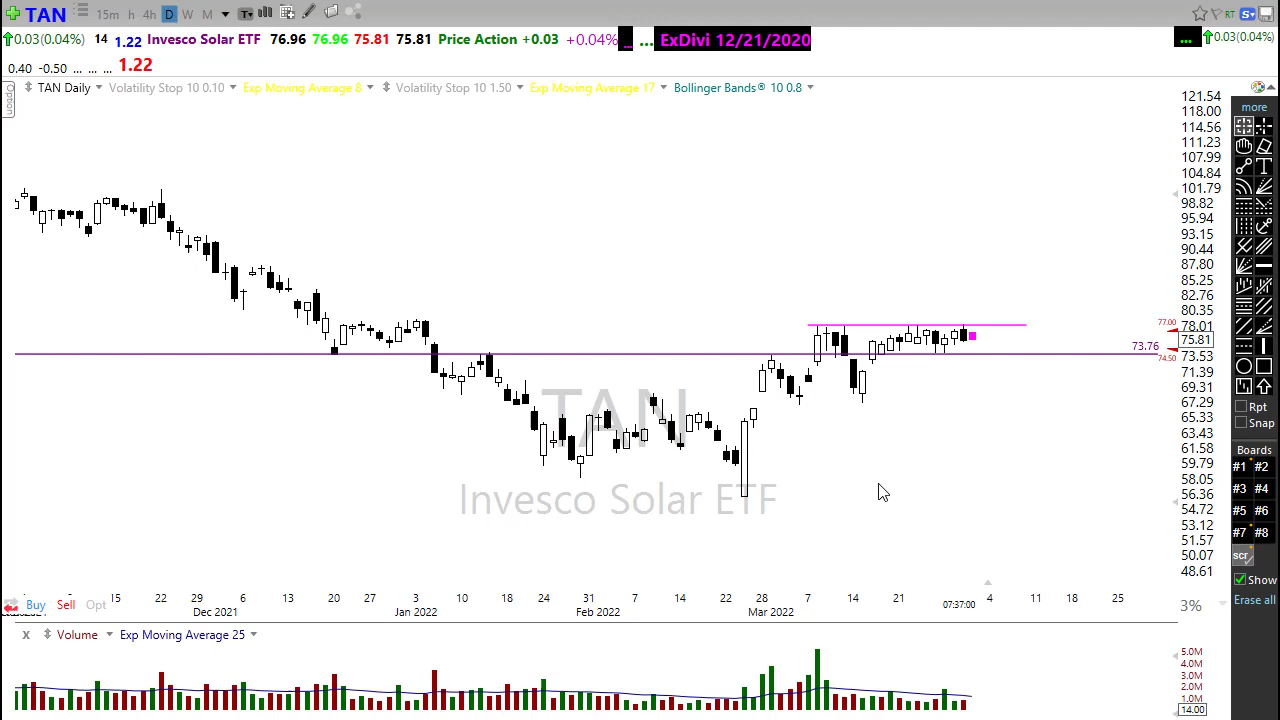 TAN 15m h 4h D W M T RT S
0.03(0.04%) 14 1.22 Invesco Solar ETF 76.96 76.96 75.81 75.81 Price Action +0.03 +0.04% ... ... ExDivi 12/21/2020 ... 0.03(0.04%)
0.40 -0.50 ... ... ... 1.22
Option TAN Daily Volatility Stop 10 0.10 Exp Moving Average 8 Volatility Stop 10 1.50 Exp Moving Average 17 Bollinger Bands® 10 0.8
121.54
118.00
114.56
111.23
107.99
104.84
101.79
98.82
95.94
93.15
90.44
87.80
85.25
82.76
80.35
77.00
78.01
75.81
73.76
73.53
74.50
71.39
69.31
67.29
65.33
63.43
61.58
59.79
58.05
56.36
54.72
53.12
51.57
50.07
48.61
TAN
Invesco Solar ETF
more
T
Rpt
Snap
Boards
#1 #2
#3 #4
#5 #6
#7 #8
scr
Show
Erase all
Buy Sell Opt
15 22 29 6 13 20 27 3 10 18 24 31 7 14 22 28 7 14 21 07:37:00 4 11 18 25 3%
Dec 2021 Jan 2022 Feb 2022 Mar 2022
x Volume Exp Moving Average 25
5.0M
4.0M
3.0M
2.0M
1.0M
14.00